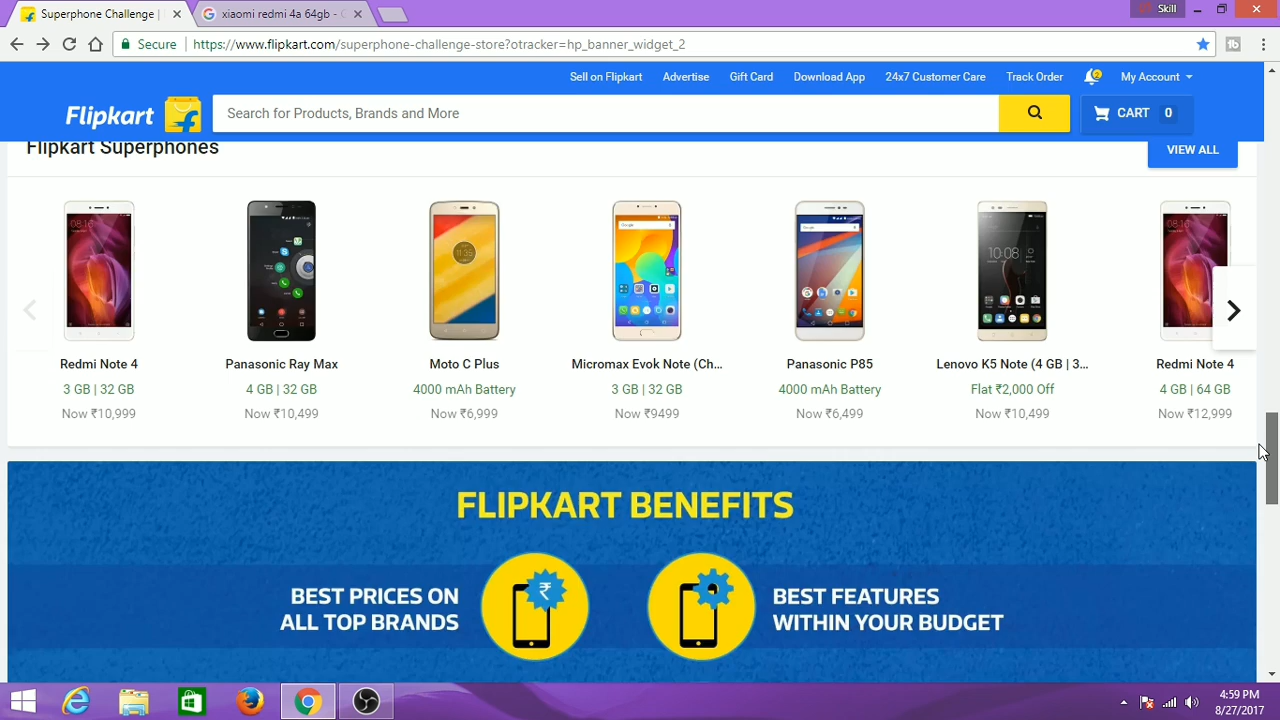 Superphone Challenge |
xiaomi redmi 4a 64gb -
Skill
Secure
https://www.flipkart.com/superphone-challenge-store?otracker=hp_banner_widget_2
Sell on Flipkart
Advertise
Gift Card
Download App
24x7 Customer Care
Track Order
2
My Account
Flipkart
Search for Products, Brands and More
CART 0
Flipkart Superphones
VIEW ALL
Redmi Note 4
3 GB | 32 GB
Now ₹10,999
Panasonic Ray Max
4 GB | 32 GB
Now ₹10,499
Moto C Plus
4000 mAh Battery
Now ₹6,999
Micromax Evok Note (Ch...
3 GB | 32 GB
Now ₹9499
Panasonic P85
4000 mAh Battery
Now ₹6,499
Lenovo K5 Note (4 GB | 3...
Flat ₹2,000 Off
Now ₹10,499
Redmi Note 4
4 GB | 64 GB
Now ₹12,999
FLIPKART BENEFITS
BEST PRICES ON
ALL TOP BRANDS
BEST FEATURES
WITHIN YOUR BUDGET
4:59 PM
8/27/2017